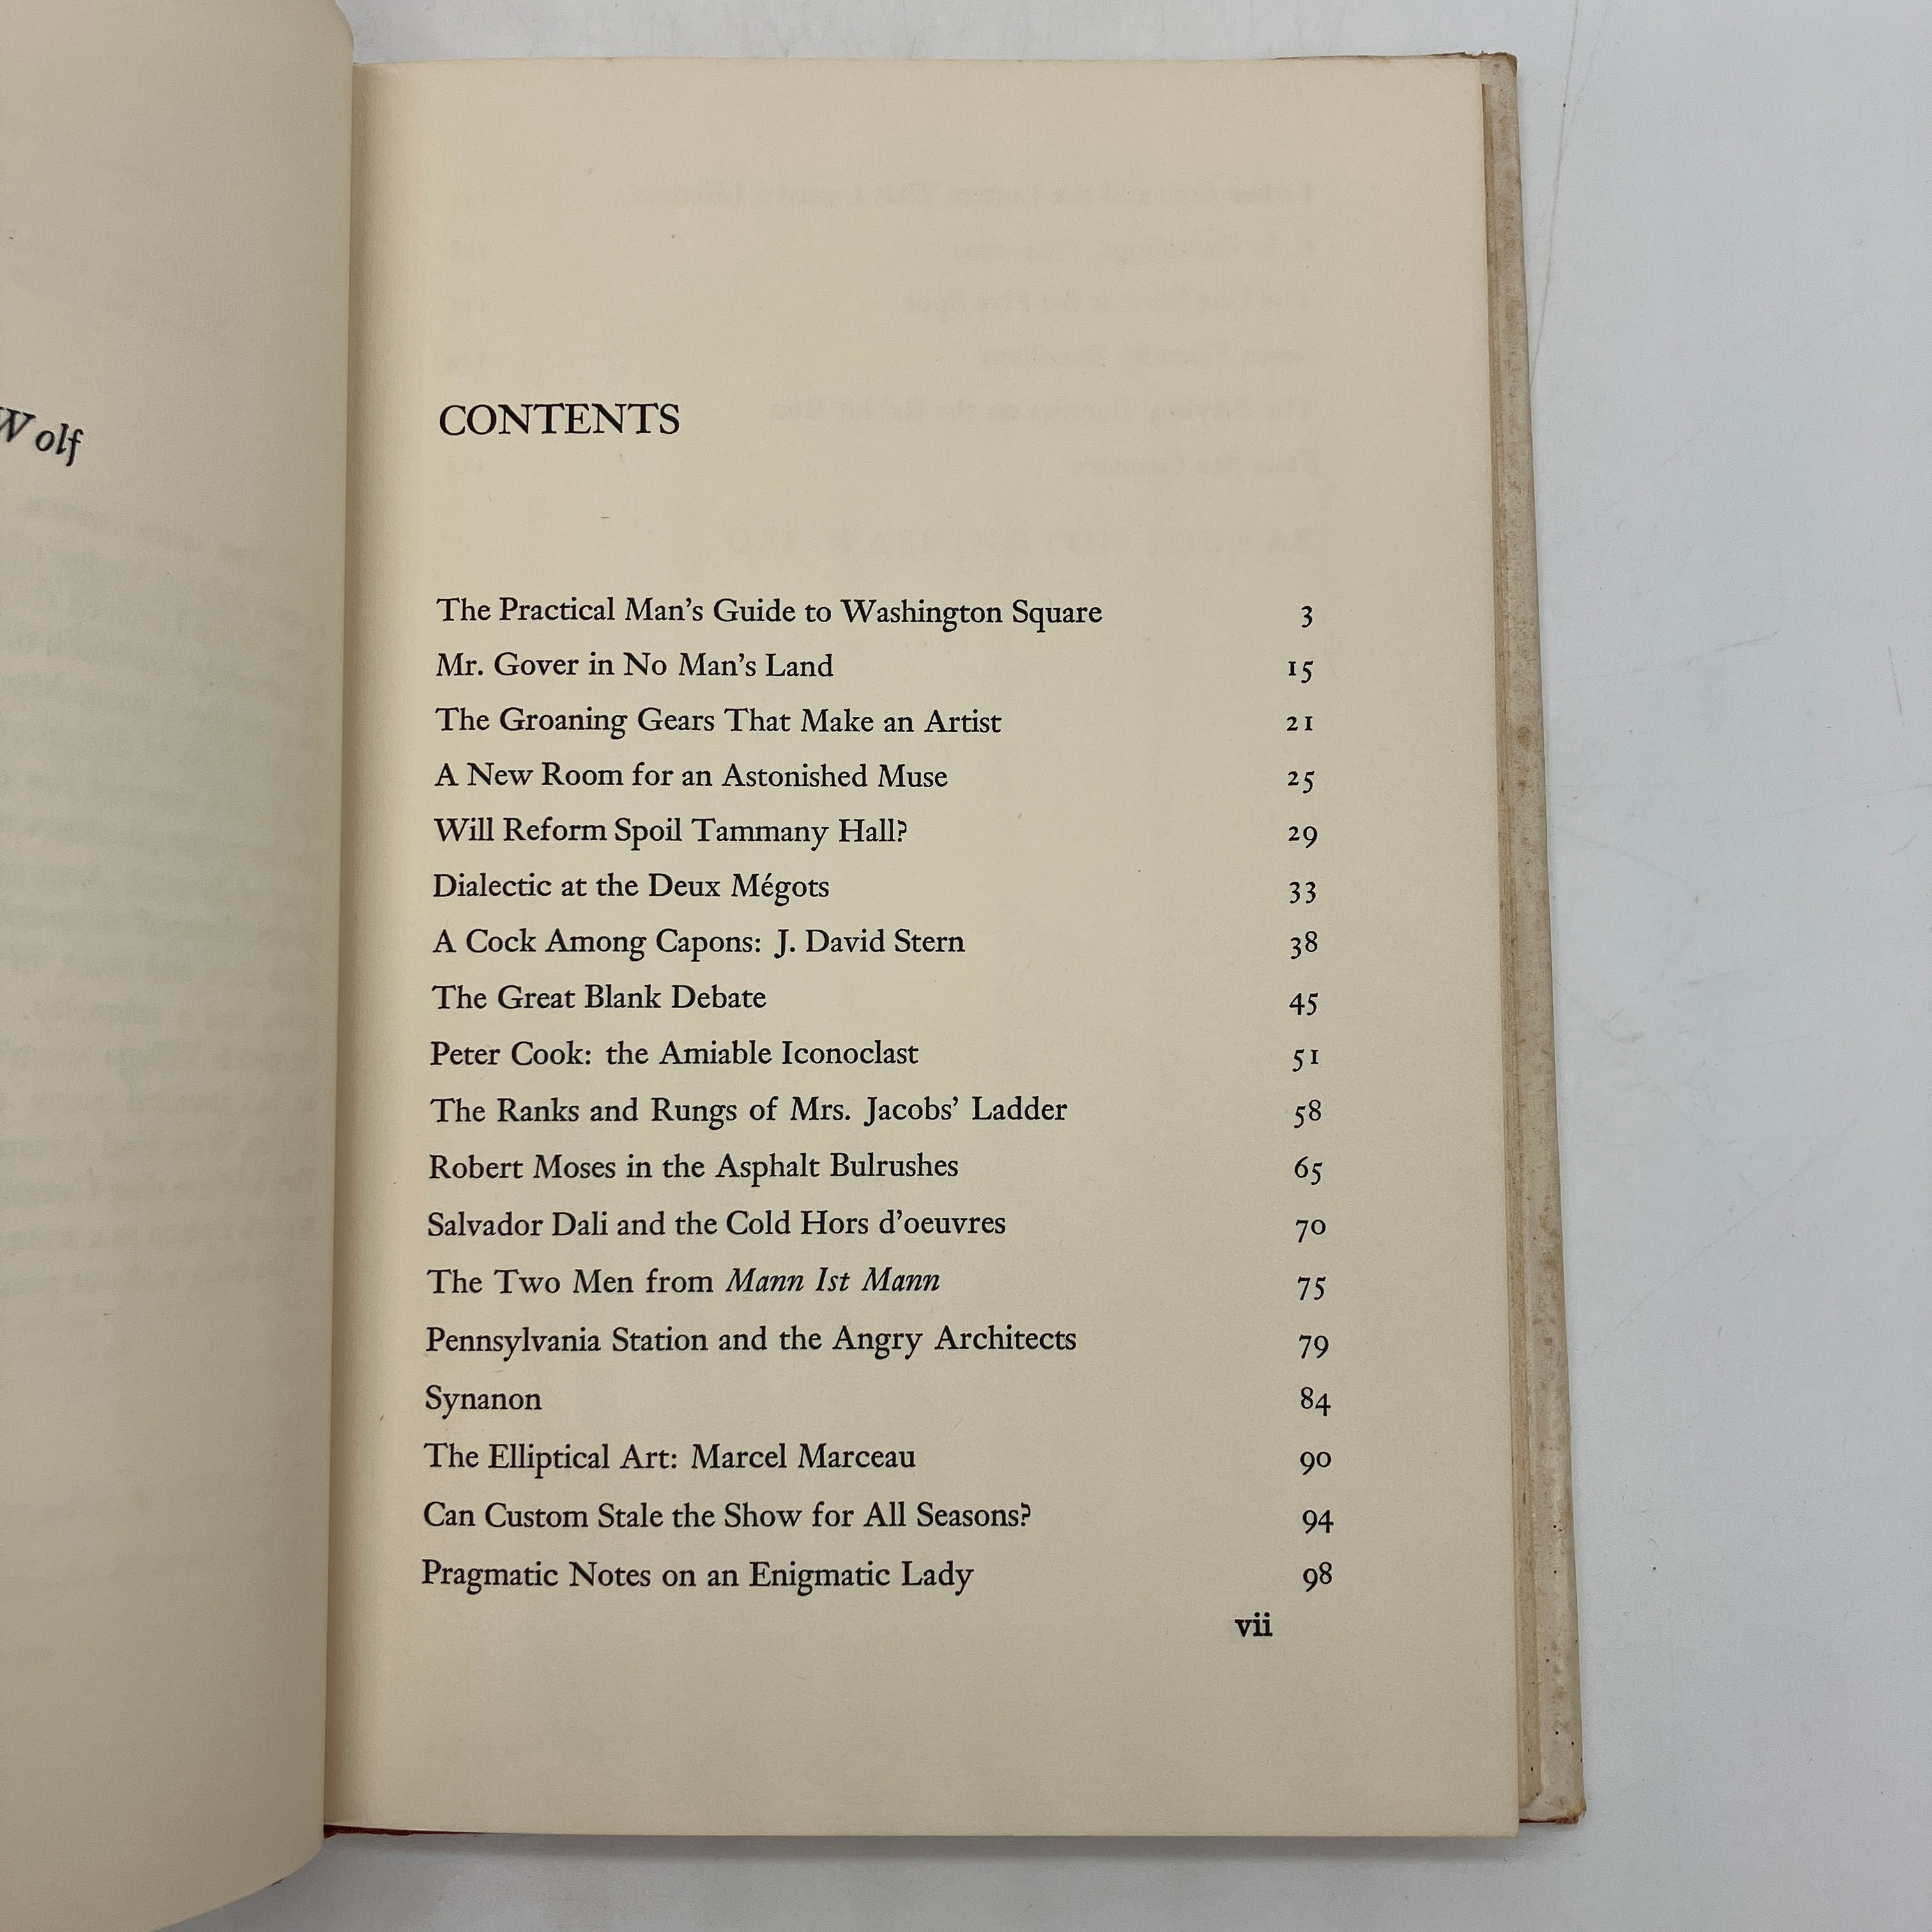 Wolf
CONTENTS
The Practical Man's Guide to Washington Square 3
Mr. Gover in No Man's Land 15
The Groaning Gears That Make an Artist 21
A New Room for an Astonished Muse 25
Will Reform Spoil Tammany Hall? 29
Dialectic at the Deux Mégots 33
A Cock Among Capons: J. David Stern 38
The Great Blank Debate 45
Peter Cook: the Amiable Iconoclast 51
The Ranks and Rungs of Mrs. Jacobs' Ladder 58
Robert Moses in the Asphalt Bulrushes 65
Salvador Dali and the Cold Hors d'oeuvres 70
The Two Men from Mann Ist Mann 75
Pennsylvania Station and the Angry Architects 79
Synanon 84
The Elliptical Art: Marcel Marceau 90
Can Custom Stale the Show for All Seasons? 94
Pragmatic Notes on an Enigmatic Lady 98
vii